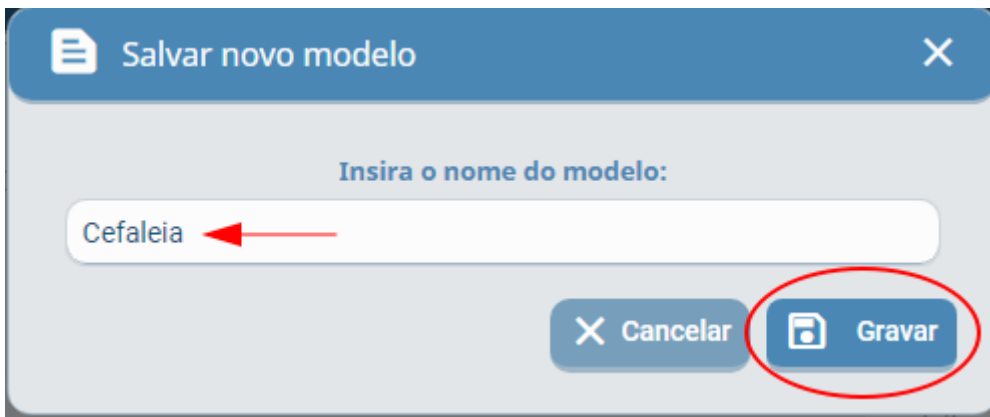 Salvar novo modelo
Insira o nome do modelo:
Cefaleia
Cancelar Gravar